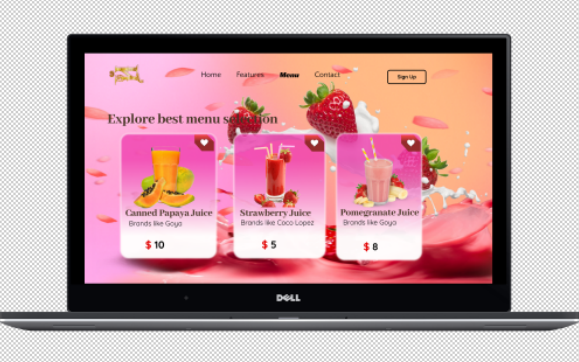 Home Features Menu Contact Sign Up
Explore best menu selection
Canned Papaya Juice
Brands like Goya
$ 10
Strawberry Juice
Brands like Coco Lopez
$ 5
Pomegranate Juice
Brands like Goya
$ 8
DELL